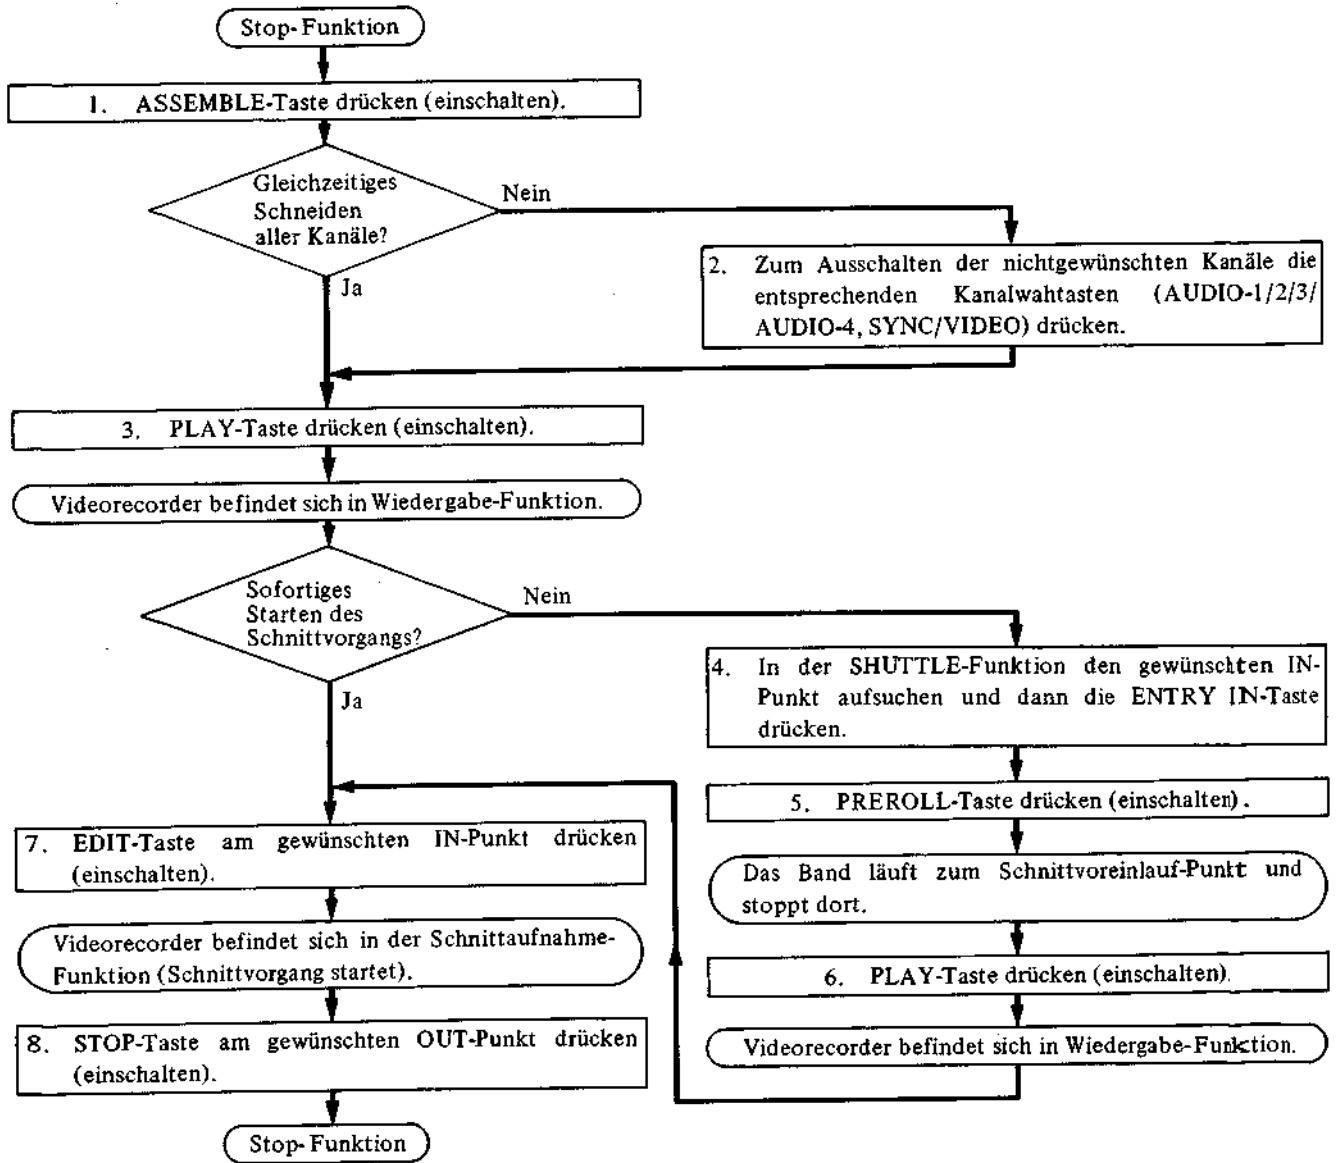 Stop-Funktion
1. ASSEMBLE-Taste drücken (einschalten).
Gleichzeitiges
Schneiden
aller Kanäle?
Nein
Ja
2. Zum Ausschalten der nichtgewünschten Kanäle die
entsprechenden Kanalwahtasten (AUDIO-1/2/3/
AUDIO-4, SYNC/VIDEO) drücken.
3. PLAY-Taste drücken (einschalten).
Videorecorder befindet sich in Wiedergabe-Funktion.
Sofortiges
Starten des
Schnittvorgangs?
Nein
Ja
4. In der SHUTTLE-Funktion den gewünschten IN-
Punkt aufsuchen und dann die ENTRY IN-Taste
drücken.
5. PREROLL-Taste drücken (einschalten).
Das Band läuft zum Schnittvoreinlauf-Punkt und
stoppt dort.
6. PLAY-Taste drücken (einschalten).
Videorecorder befindet sich in Wiedergabe-Funktion.
7. EDIT-Taste am gewünschten IN-Punkt drücken
(einschalten).
Videorecorder befindet sich in der Schnittaufnahme-
Funktion (Schnittvorgang startet).
8. STOP-Taste am gewünschten OUT-Punkt drücken
(einschalten).
Stop-Funktion